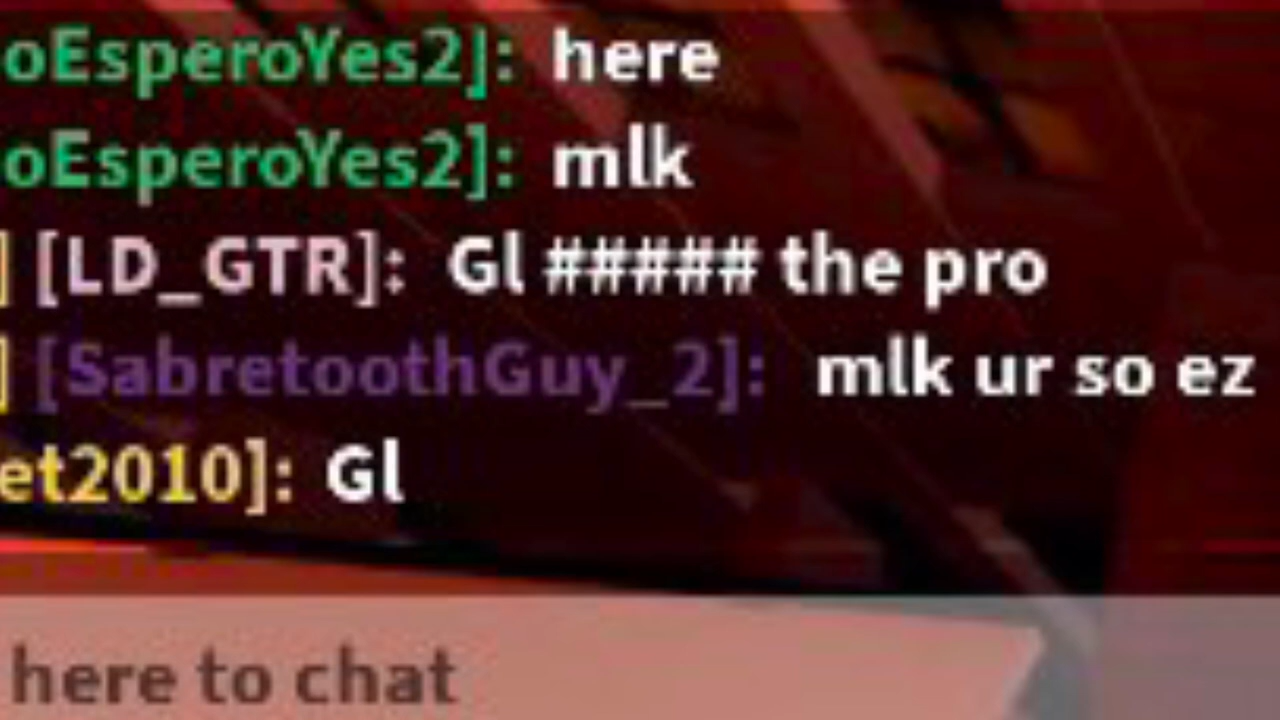 oEsperoYes2]: here
oEsperoYes2]: mlk
] [LD_GTR]: Gl ##### the pro
] [SabretoothGuy_2]: mlk ur so ez
et2010]: Gl
here to chat